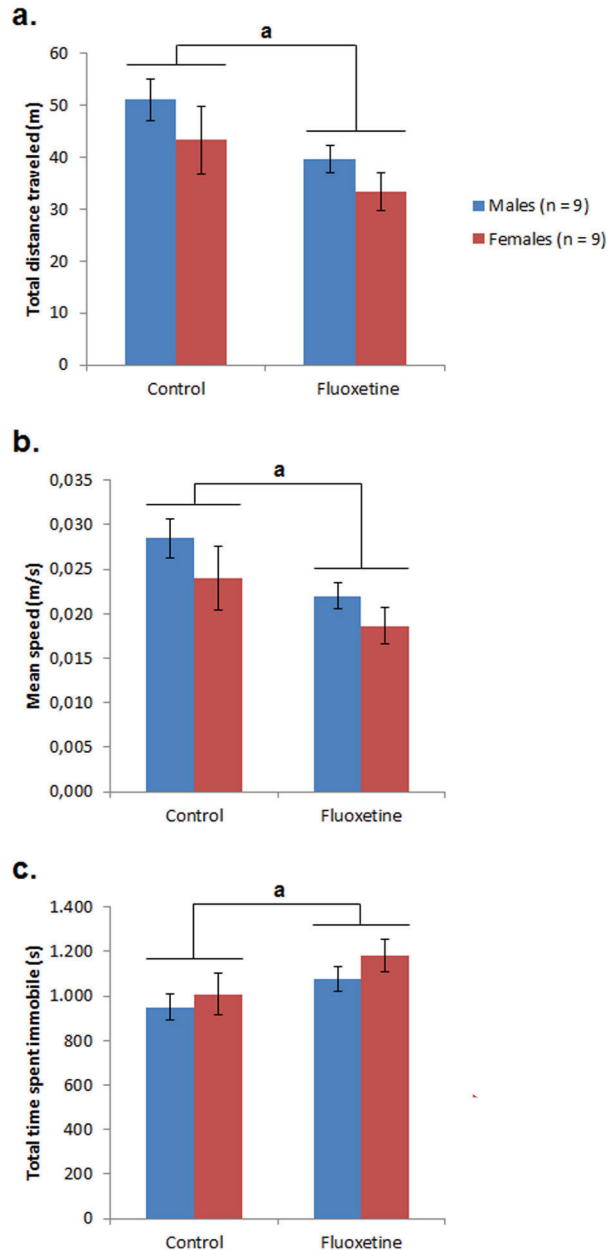 a.
a
Total distance traveled (m)
60
50
40
30
20
10
0
Control Fluoxetine
Males (n = 9)
Females (n = 9)
b.
a
Mean speed (m/s)
0,035
0,030
0,025
0,020
0,015
0,010
0,005
0,000
Control Fluoxetine
c.
a
Total time spent immobile (s)
1.400
1.200
1.000
800
600
400
200
0
Control Fluoxetine